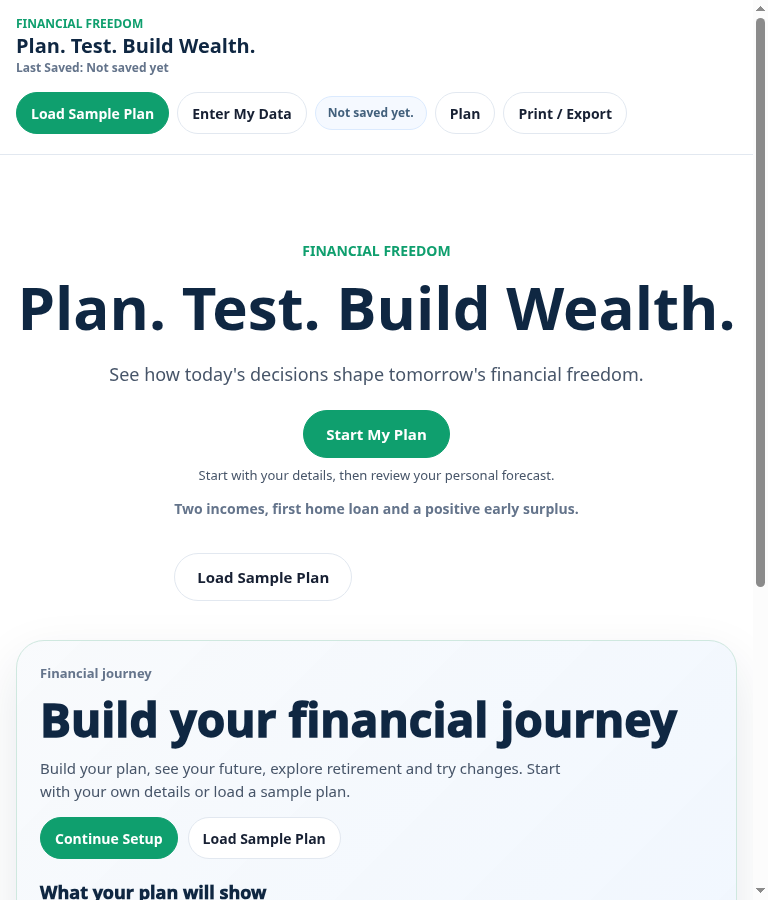 FINANCIAL FREEDOM
Plan. Test. Build Wealth.
Last Saved: Not saved yet
Load Sample Plan
Enter My Data
Not saved yet.
Plan
Print / Export
FINANCIAL FREEDOM
Plan. Test. Build Wealth.
See how today's decisions shape tomorrow's financial freedom.
Start My Plan
Start with your details, then review your personal forecast.
Two incomes, first home loan and a positive early surplus.
Load Sample Plan
Financial journey
Build your financial journey
Build your plan, see your future, explore retirement and try changes. Start
with your own details or load a sample plan.
Continue Setup
Load Sample Plan
What your plan will show